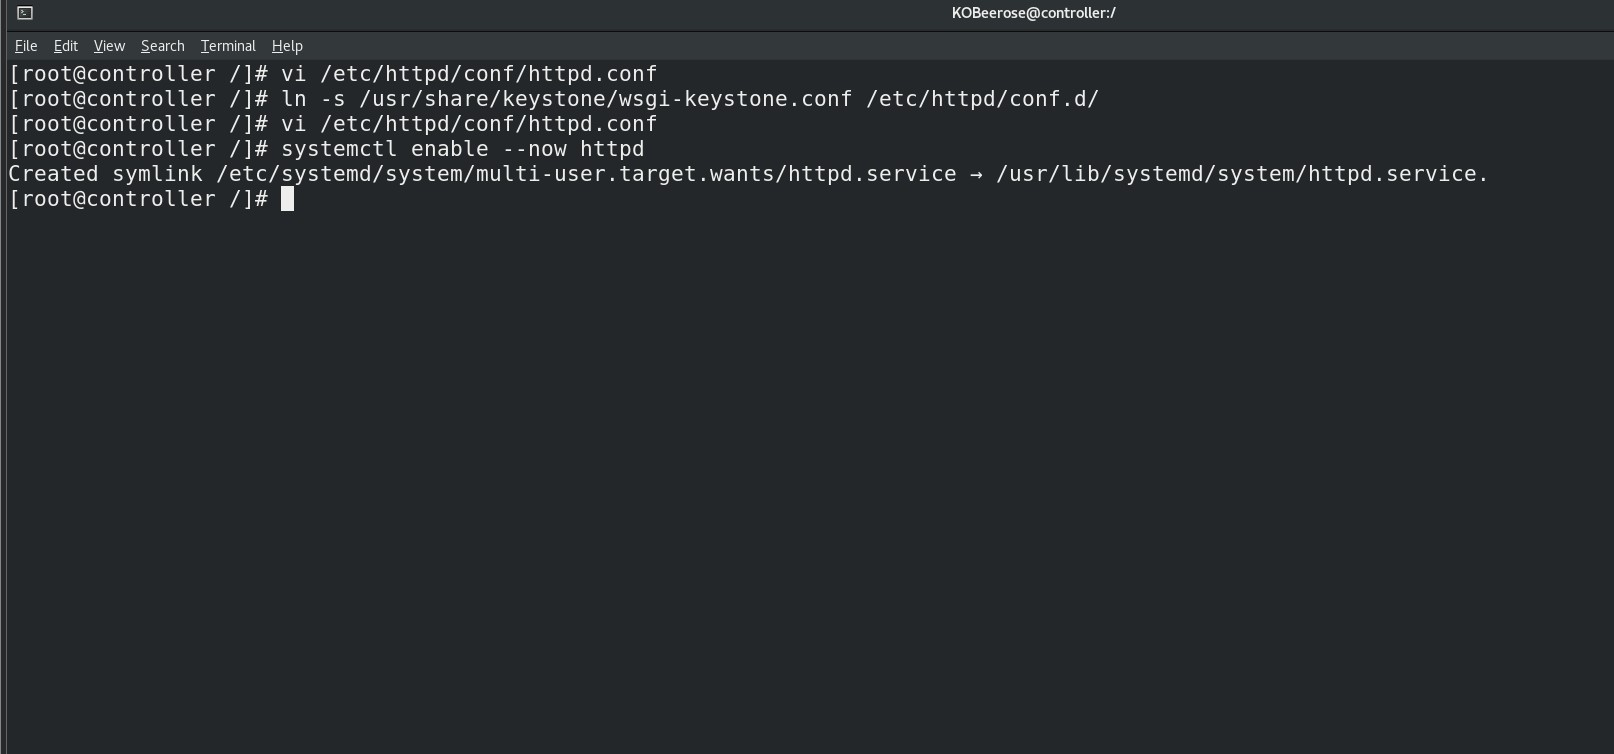 KOBeerose@controller:/
File Edit View Search Terminal Help
[root@controller /]# vi /etc/httpd/conf/httpd.conf
[root@controller /]# ln -s /usr/share/keystone/wsgi-keystone.conf /etc/httpd/conf.d/
[root@controller /]# vi /etc/httpd/conf/httpd.conf
[root@controller /]# systemctl enable --now httpd
Created symlink /etc/systemd/system/multi-user.target.wants/httpd.service → /usr/lib/systemd/system/httpd.service.
[root@controller /]#